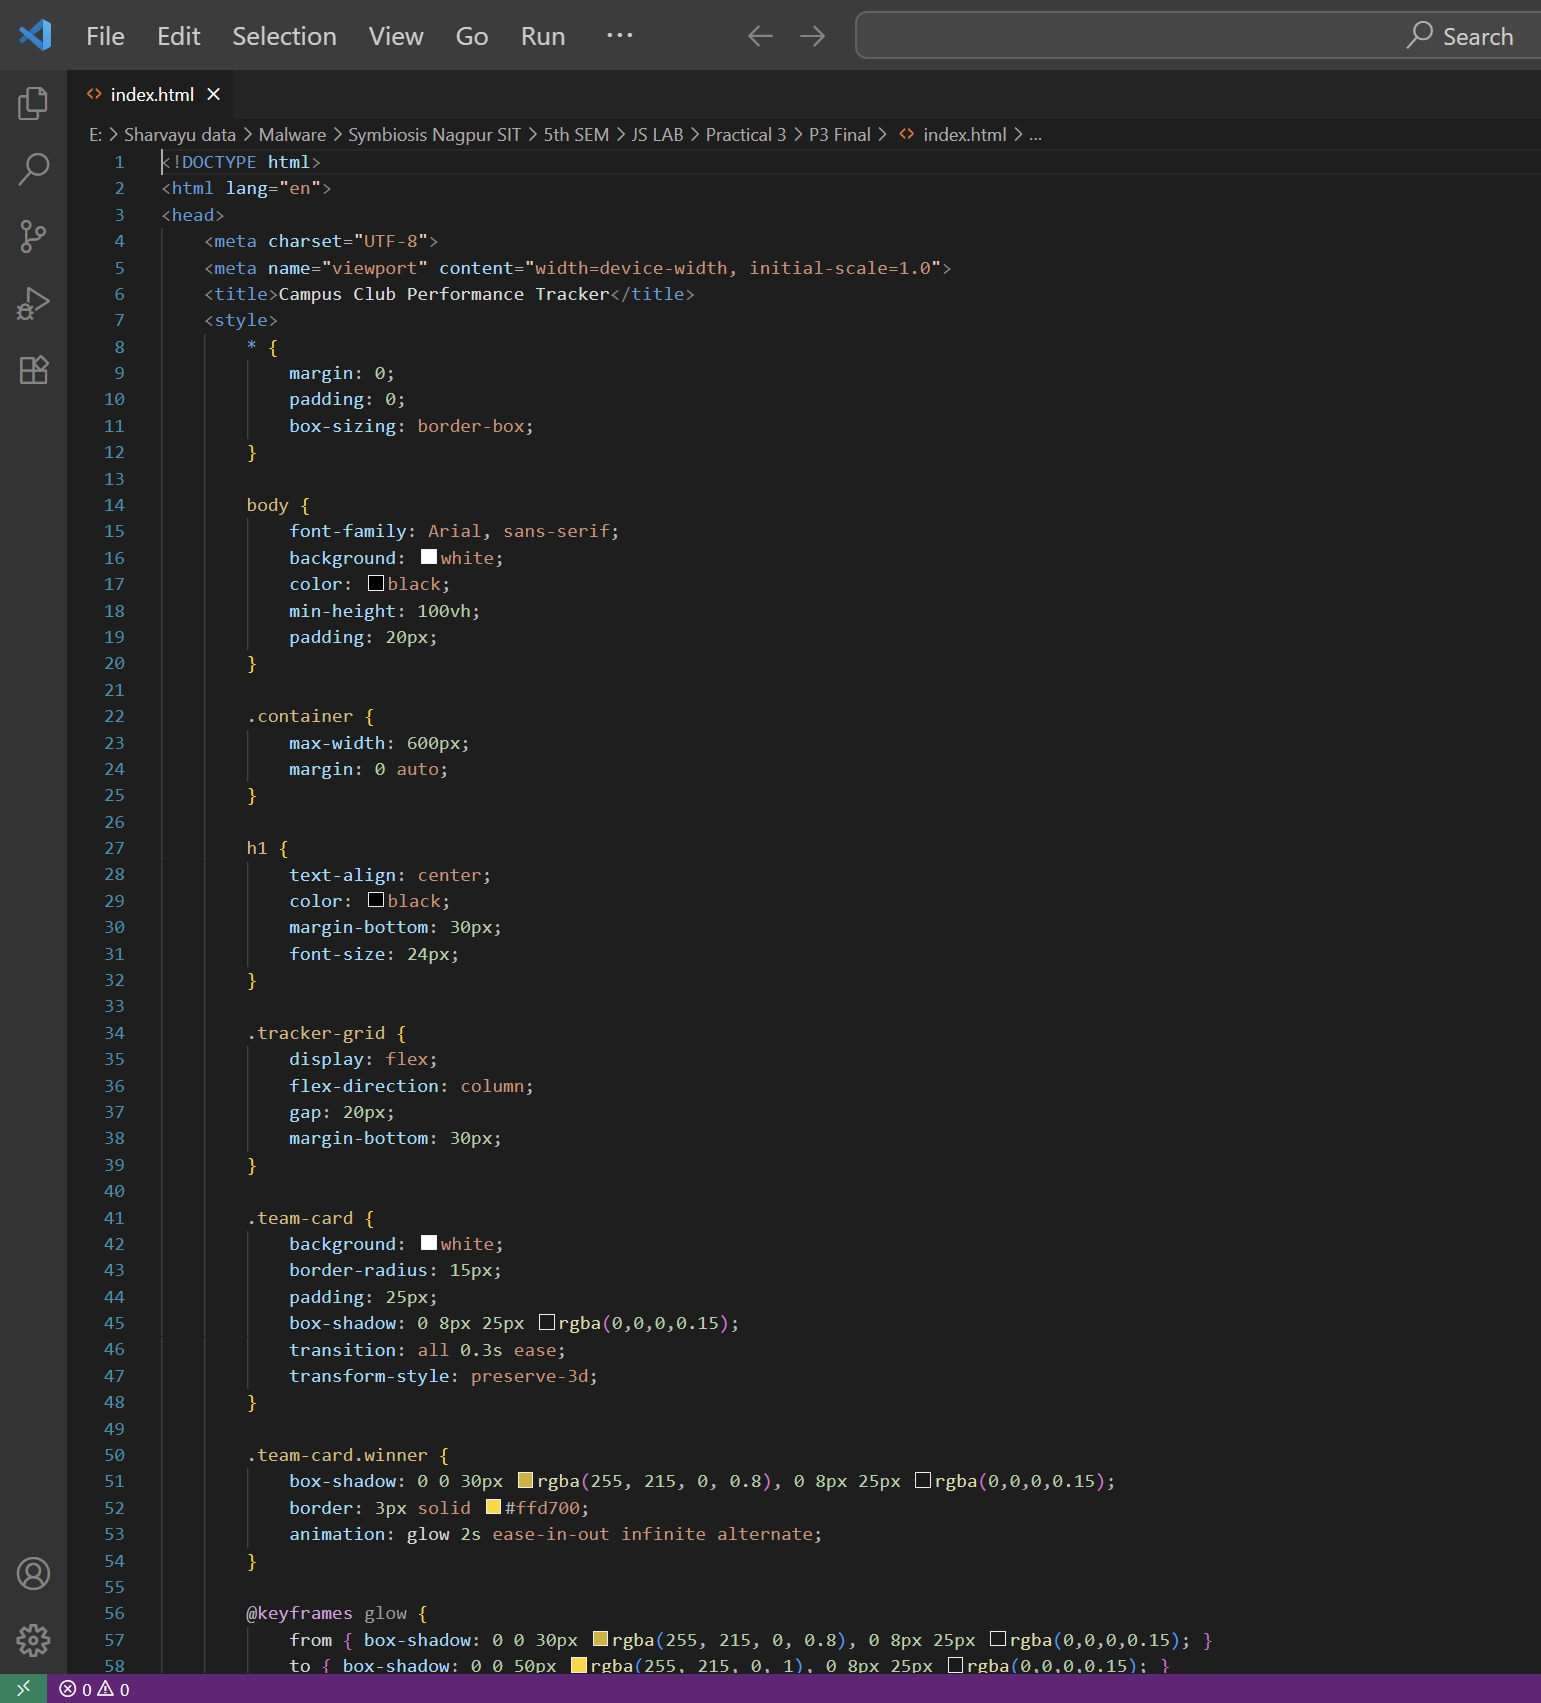 File Edit Selection View Go Run ··· Search
index.html
E: > Sharvayu data > Malware > Symbiosis Nagpur SIT > 5th SEM > JS LAB > Practical 3 > P3 Final > <> index.html > ...
1 <!DOCTYPE html>
2 <html lang="en">
3 <head>
4 <meta charset="UTF-8">
5 <meta name="viewport" content="width=device-width, initial-scale=1.0">
6 <title>Campus Club Performance Tracker</title>
7 <style>
8 * {
9 margin: 0;
10 padding: 0;
11 box-sizing: border-box;
12 }
13
14 body {
15 font-family: Arial, sans-serif;
16 background: white;
17 color: black;
18 min-height: 100vh;
19 padding: 20px;
20 }
21
22 .container {
23 max-width: 600px;
24 margin: 0 auto;
25 }
26
27 h1 {
28 text-align: center;
29 color: black;
30 margin-bottom: 30px;
31 font-size: 24px;
32 }
33
34 .tracker-grid {
35 display: flex;
36 flex-direction: column;
37 gap: 20px;
38 margin-bottom: 30px;
39 }
40
41 .team-card {
42 background: white;
43 border-radius: 15px;
44 padding: 25px;
45 box-shadow: 0 8px 25px rgba(0,0,0,0.15);
46 transition: all 0.3s ease;
47 transform-style: preserve-3d;
48 }
49
50 .team-card.winner {
51 box-shadow: 0 0 30px rgba(255, 215, 0, 0.8), 0 8px 25px rgba(0,0,0,0.15);
52 border: 3px solid #ffd700;
53 animation: glow 2s ease-in-out infinite alternate;
54 }
55
56 @keyframes glow {
57 from { box-shadow: 0 0 30px rgba(255, 215, 0, 0.8), 0 8px 25px rgba(0,0,0,0.15); }
58 to { box-shadow: 0 0 50px rgba(255, 215, 0, 1), 0 8px 25px rgba(0,0,0,0.15); }
0 0